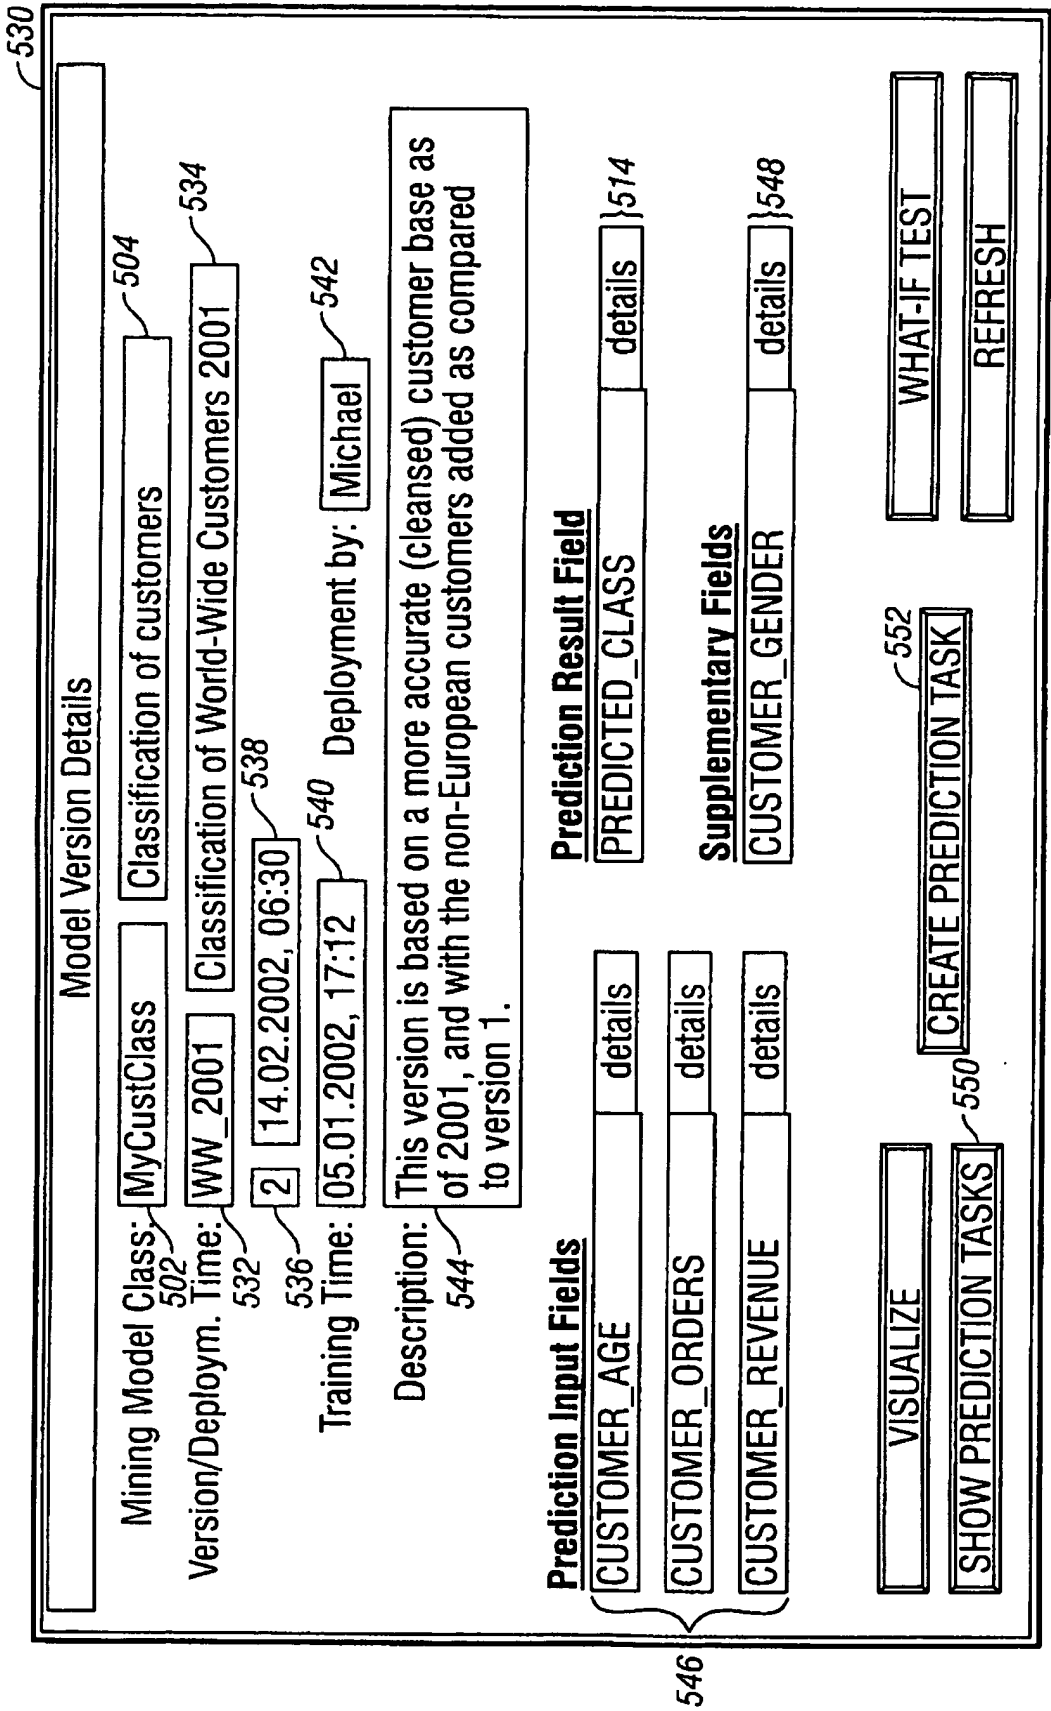 530
Model Version Details
Mining Model Class: MyCustClass Classification of customers 504
502
Version/Deploym. Time: WW_2001 Classification of World-Wide Customers 2001 534
532
536 2 14.02.2002, 06:30 538
Training Time: 05.01.2002, 17:12 540 Deployment by: Michael 542
Description: This version is based on a more accurate (cleansed) customer base as
544 of 2001, and with the non-European customers added as compared
to version 1.
Prediction Input Fields Prediction Result Field
CUSTOMER_AGE details PREDICTED_CLASS details }514
CUSTOMER_ORDERS details
Supplementary Fields
546 CUSTOMER_REVENUE details CUSTOMER_GENDER details }548
VISUALIZE WHAT-IF TEST
550 552
SHOW PREDICTION TASKS CREATE PREDICTION TASK REFRESH